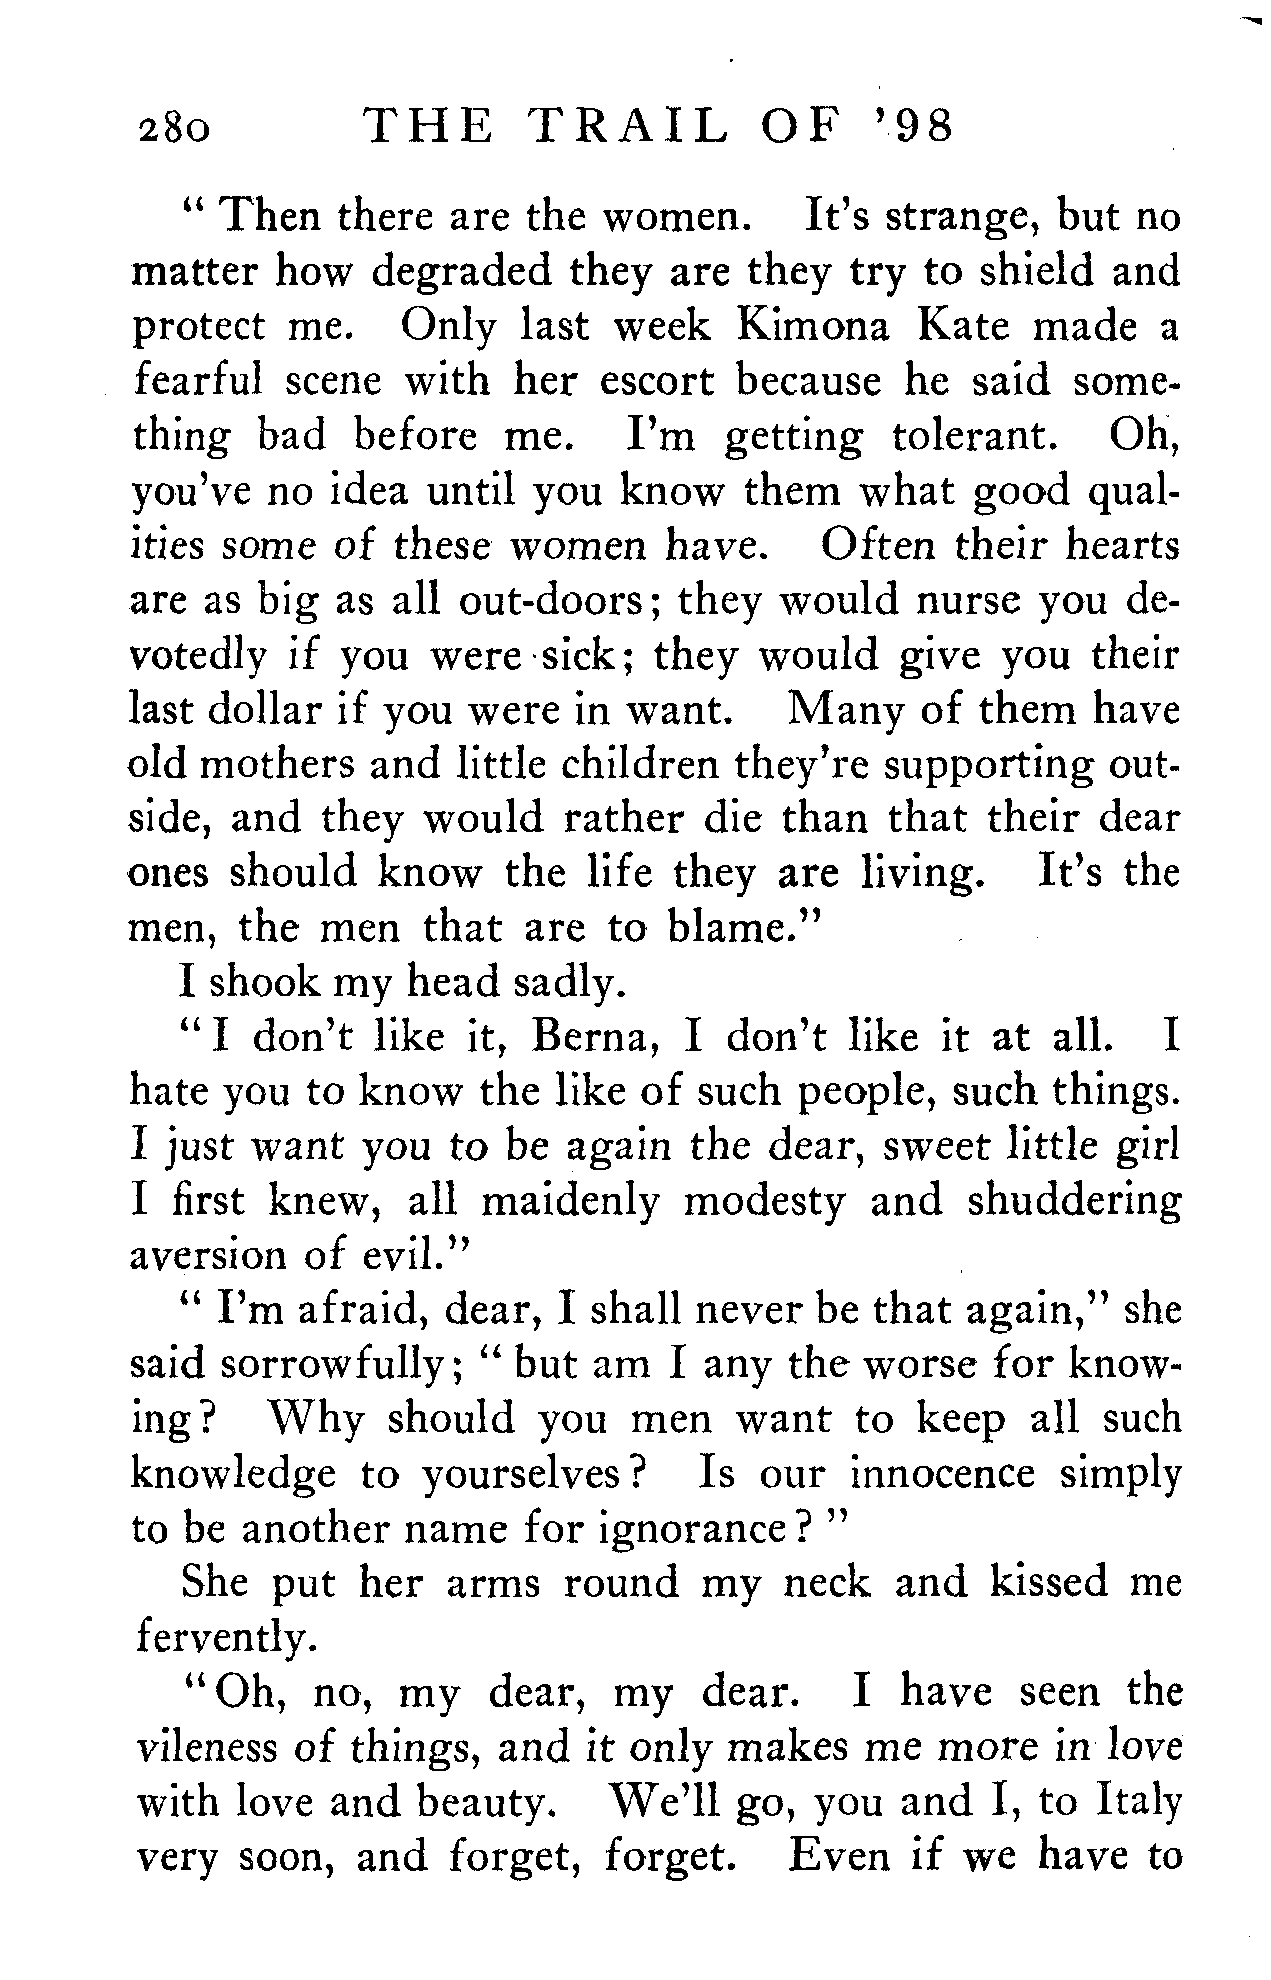 280 THE TRAIL OF '98
" Then there are the women. It's strange, but no
matter how degraded they are they try to shield and
protect me. Only last week Kimona Kate made a
fearful scene with her escort because he said some-
thing bad before me. I'm getting tolerant. Oh,
you've no idea until you know them what good qual-
ities some of these women have. Often their hearts
are as big as all out-doors; they would nurse you de-
votedly if you were sick; they would give you their
last dollar if you were in want. Many of them have
old mothers and little children they're supporting out-
side, and they would rather die than that their dear
ones should know the life they are living. It's the
men, the men that are to blame."
I shook my head sadly.
" I don't like it, Berna, I don't like it at all. I
hate you to know the like of such people, such things.
I just want you to be again the dear, sweet little girl
I first knew, all maidenly modesty and shuddering
aversion of evil."
" I'm afraid, dear, I shall never be that again," she
said sorrowfully; " but am I any the worse for know-
ing? Why should you men want to keep all such
knowledge to yourselves? Is our innocence simply
to be another name for ignorance? "
She put her arms round my neck and kissed me
fervently.
" Oh, no, my dear, my dear. I have seen the
vileness of things, and it only makes me more in love
with love and beauty. We'll go, you and I, to Italy
very soon, and forget, forget. Even if we have to